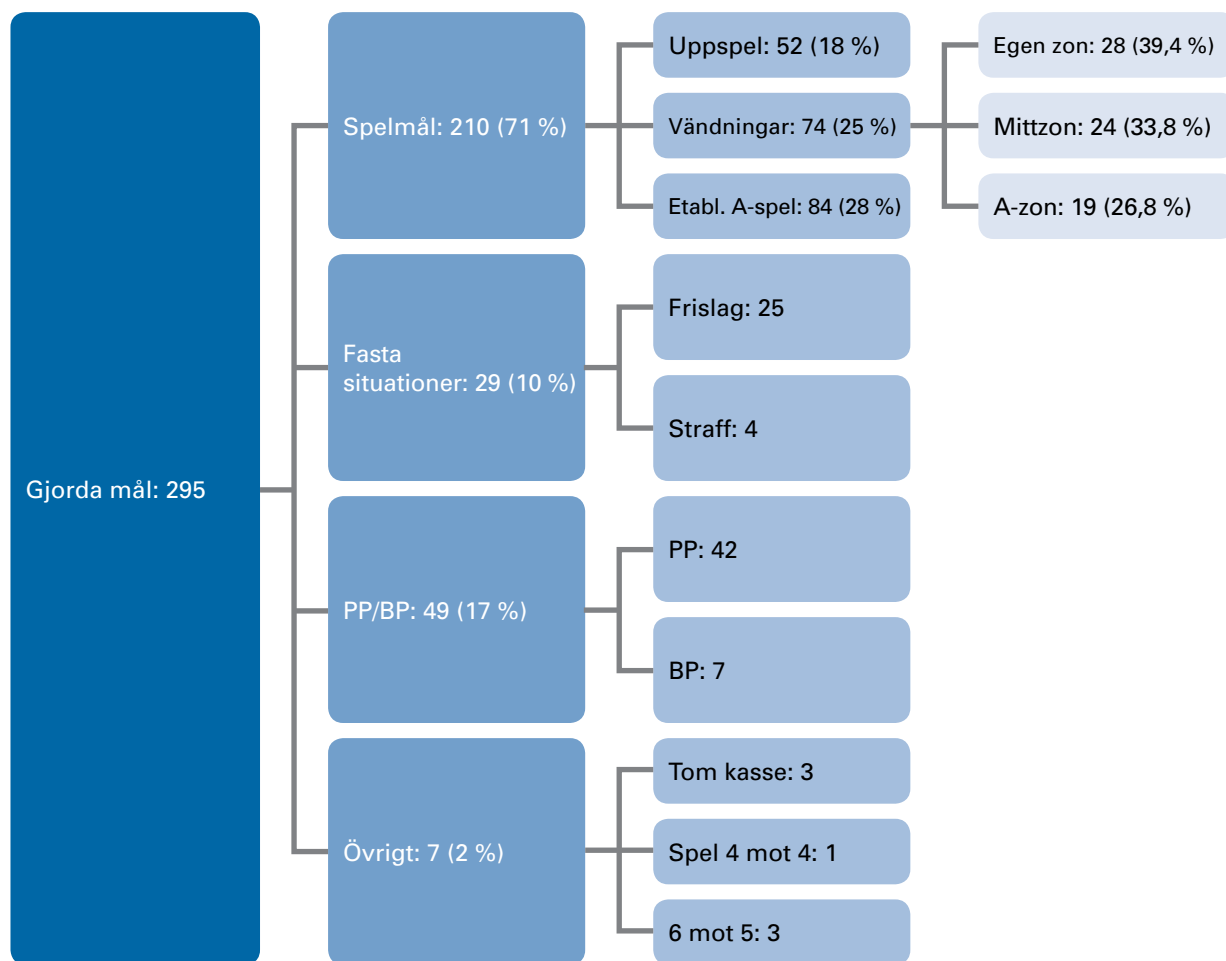 Gjorda mål: 295
Spelmål: 210 (71 %)
Uppspel: 52 (18 %)
Vändningar: 74 (25 %)
Etabl. A-spel: 84 (28 %)
Egen zon: 28 (39,4 %)
Mittzon: 24 (33,8 %)
A-zon: 19 (26,8 %)
Fasta
situationer: 29 (10 %)
Frislag: 25
Straff: 4
PP/BP: 49 (17 %)
PP: 42
BP: 7
Övrigt: 7 (2 %)
Tom kasse: 3
Spel 4 mot 4: 1
6 mot 5: 3